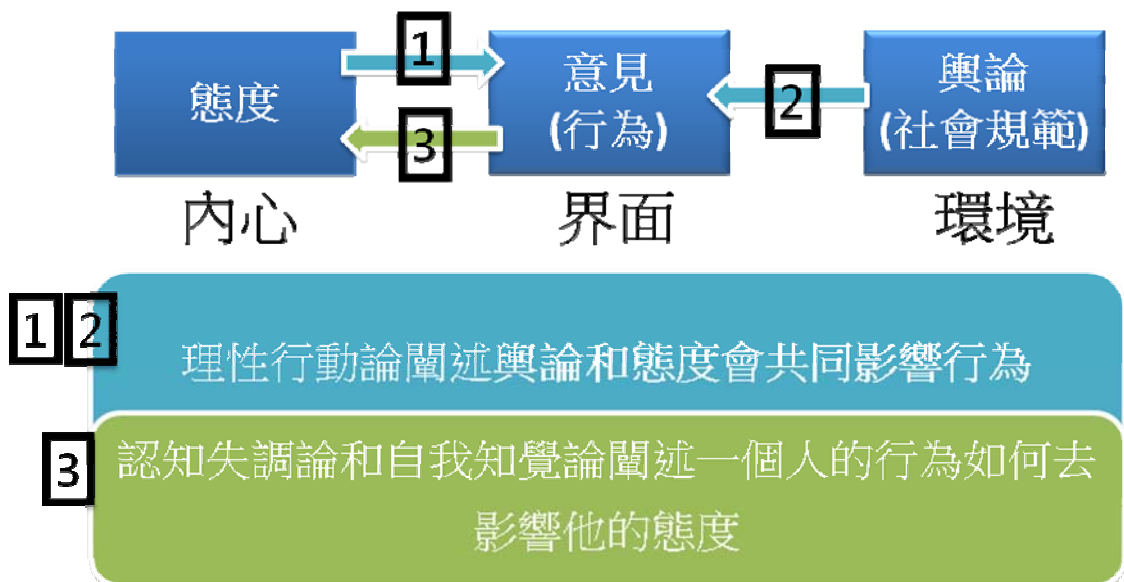 態度
1
3
意見
(行為)
2
輿論
(社會規範)
內心
界面
環境
1 2
理性行動論闡述輿論和態度會共同影響行為
3
認知失調論和自我知覺論闡述一個人的行為如何去
影響他的態度